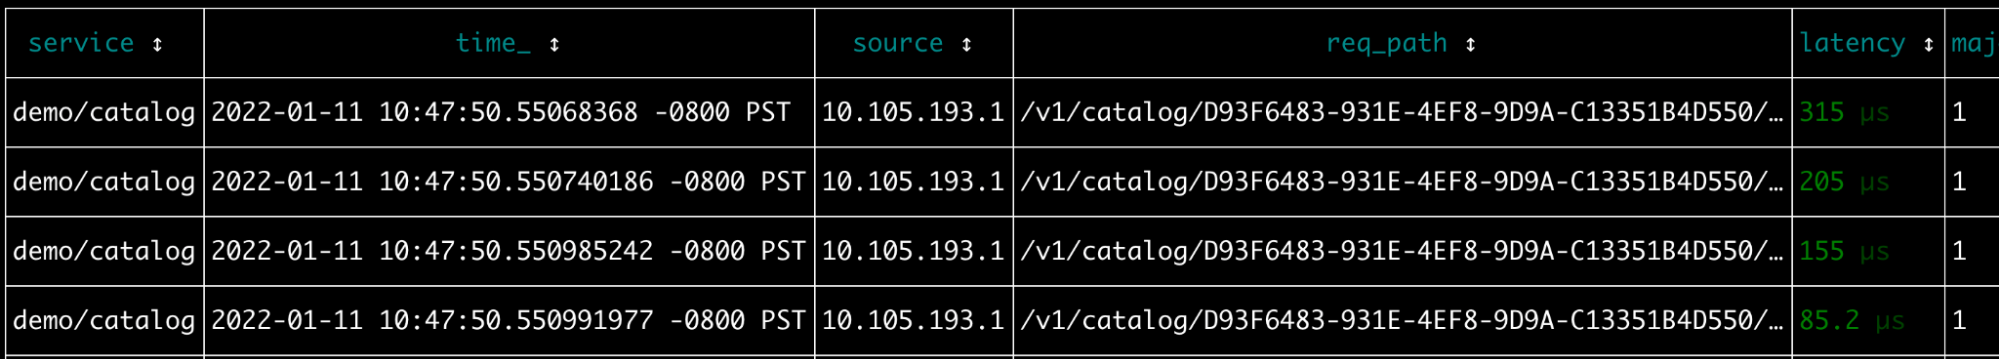 service ↕ time_ ↕ source ↕ req_path ↕ latency ↕ maj
demo/catalog 2022-01-11 10:47:50.55068368 -0800 PST 10.105.193.1 /v1/catalog/D93F6483-931E-4EF8-9D9A-C13351B4D550/… 315 µs 1
demo/catalog 2022-01-11 10:47:50.550740186 -0800 PST 10.105.193.1 /v1/catalog/D93F6483-931E-4EF8-9D9A-C13351B4D550/… 205 µs 1
demo/catalog 2022-01-11 10:47:50.550985242 -0800 PST 10.105.193.1 /v1/catalog/D93F6483-931E-4EF8-9D9A-C13351B4D550/… 155 µs 1
demo/catalog 2022-01-11 10:47:50.550991977 -0800 PST 10.105.193.1 /v1/catalog/D93F6483-931E-4EF8-9D9A-C13351B4D550/… 85.2 µs 1